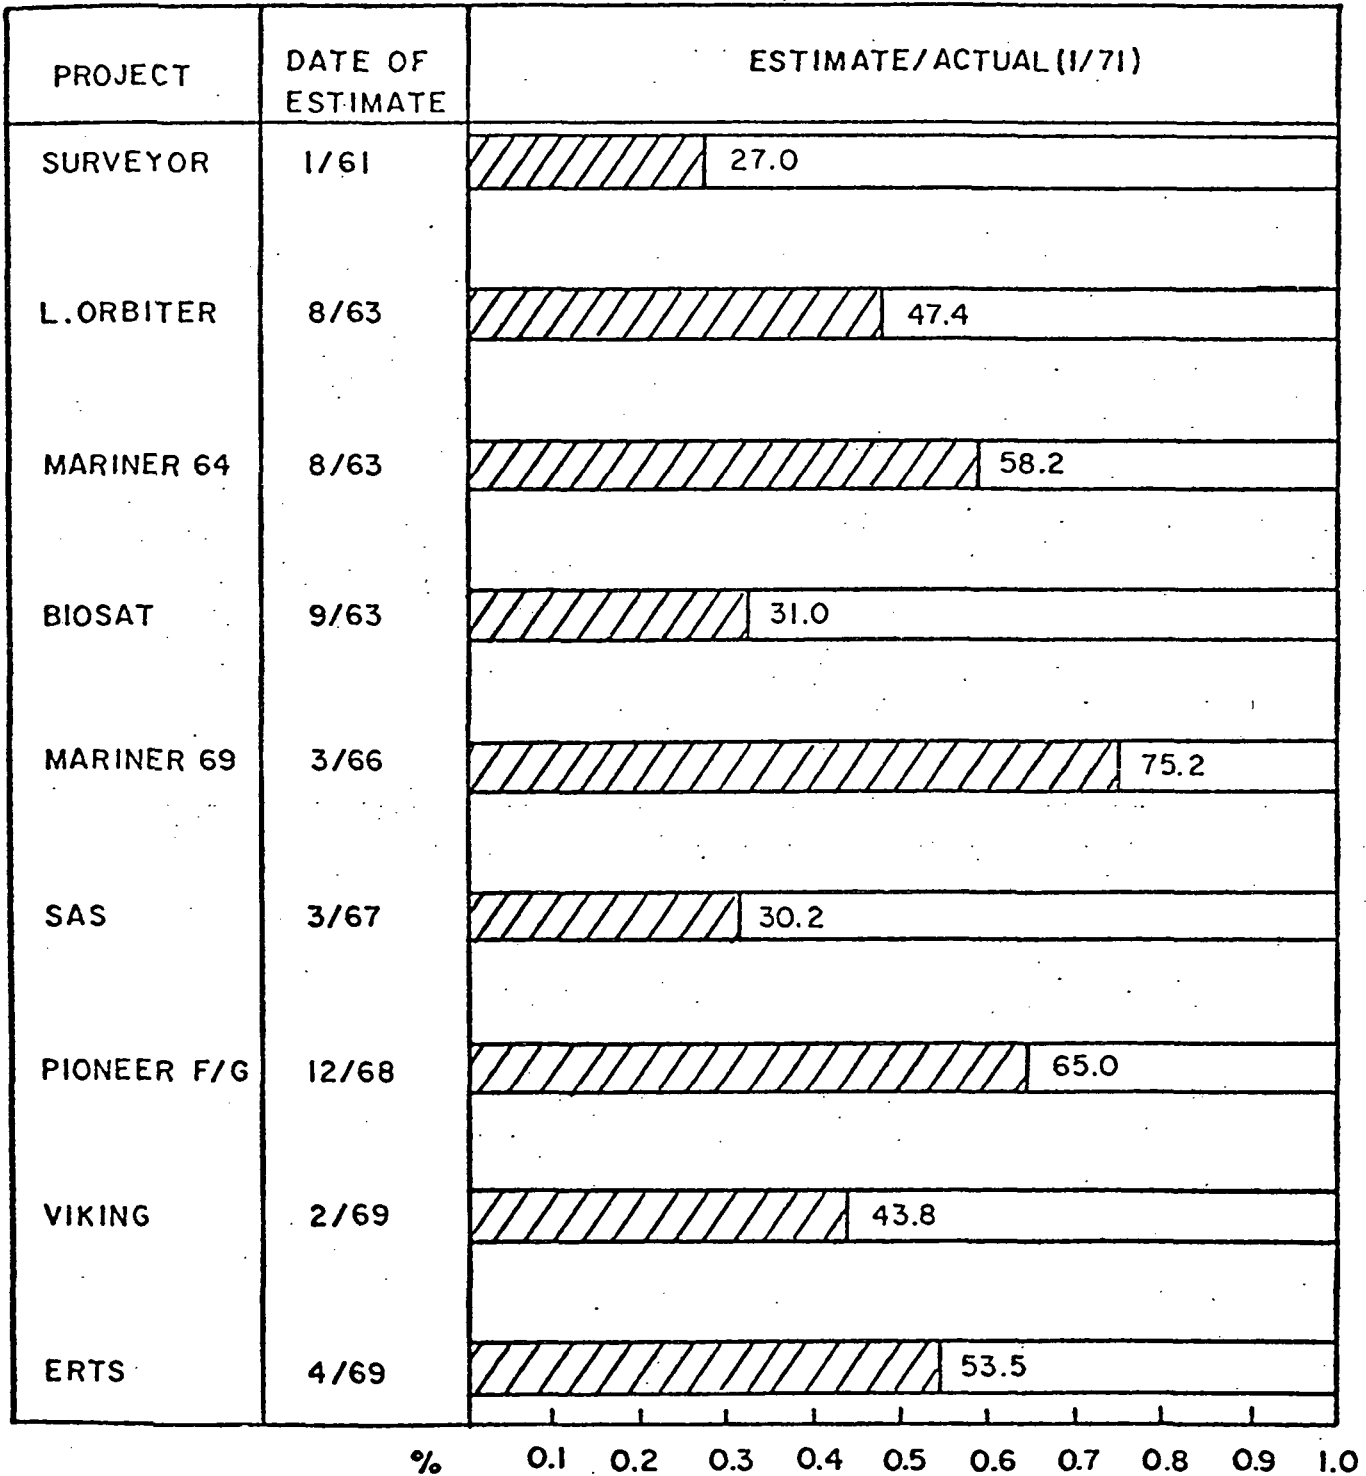 PROJECT
DATE OF
ESTIMATE
ESTIMATE/ACTUAL (1/71)
SURVEYOR 1/61 27.0
L.ORBITER 8/63 47.4
MARINER 64 8/63 58.2
BIOSAT 9/63 31.0
MARINER 69 3/66 75.2
SAS 3/67 30.2
PIONEER F/G 12/68 65.0
VIKING 2/69 43.8
ERTS 4/69 53.5
% 0.1 0.2 0.3 0.4 0.5 0.6 0.7 0.8 0.9 1.0